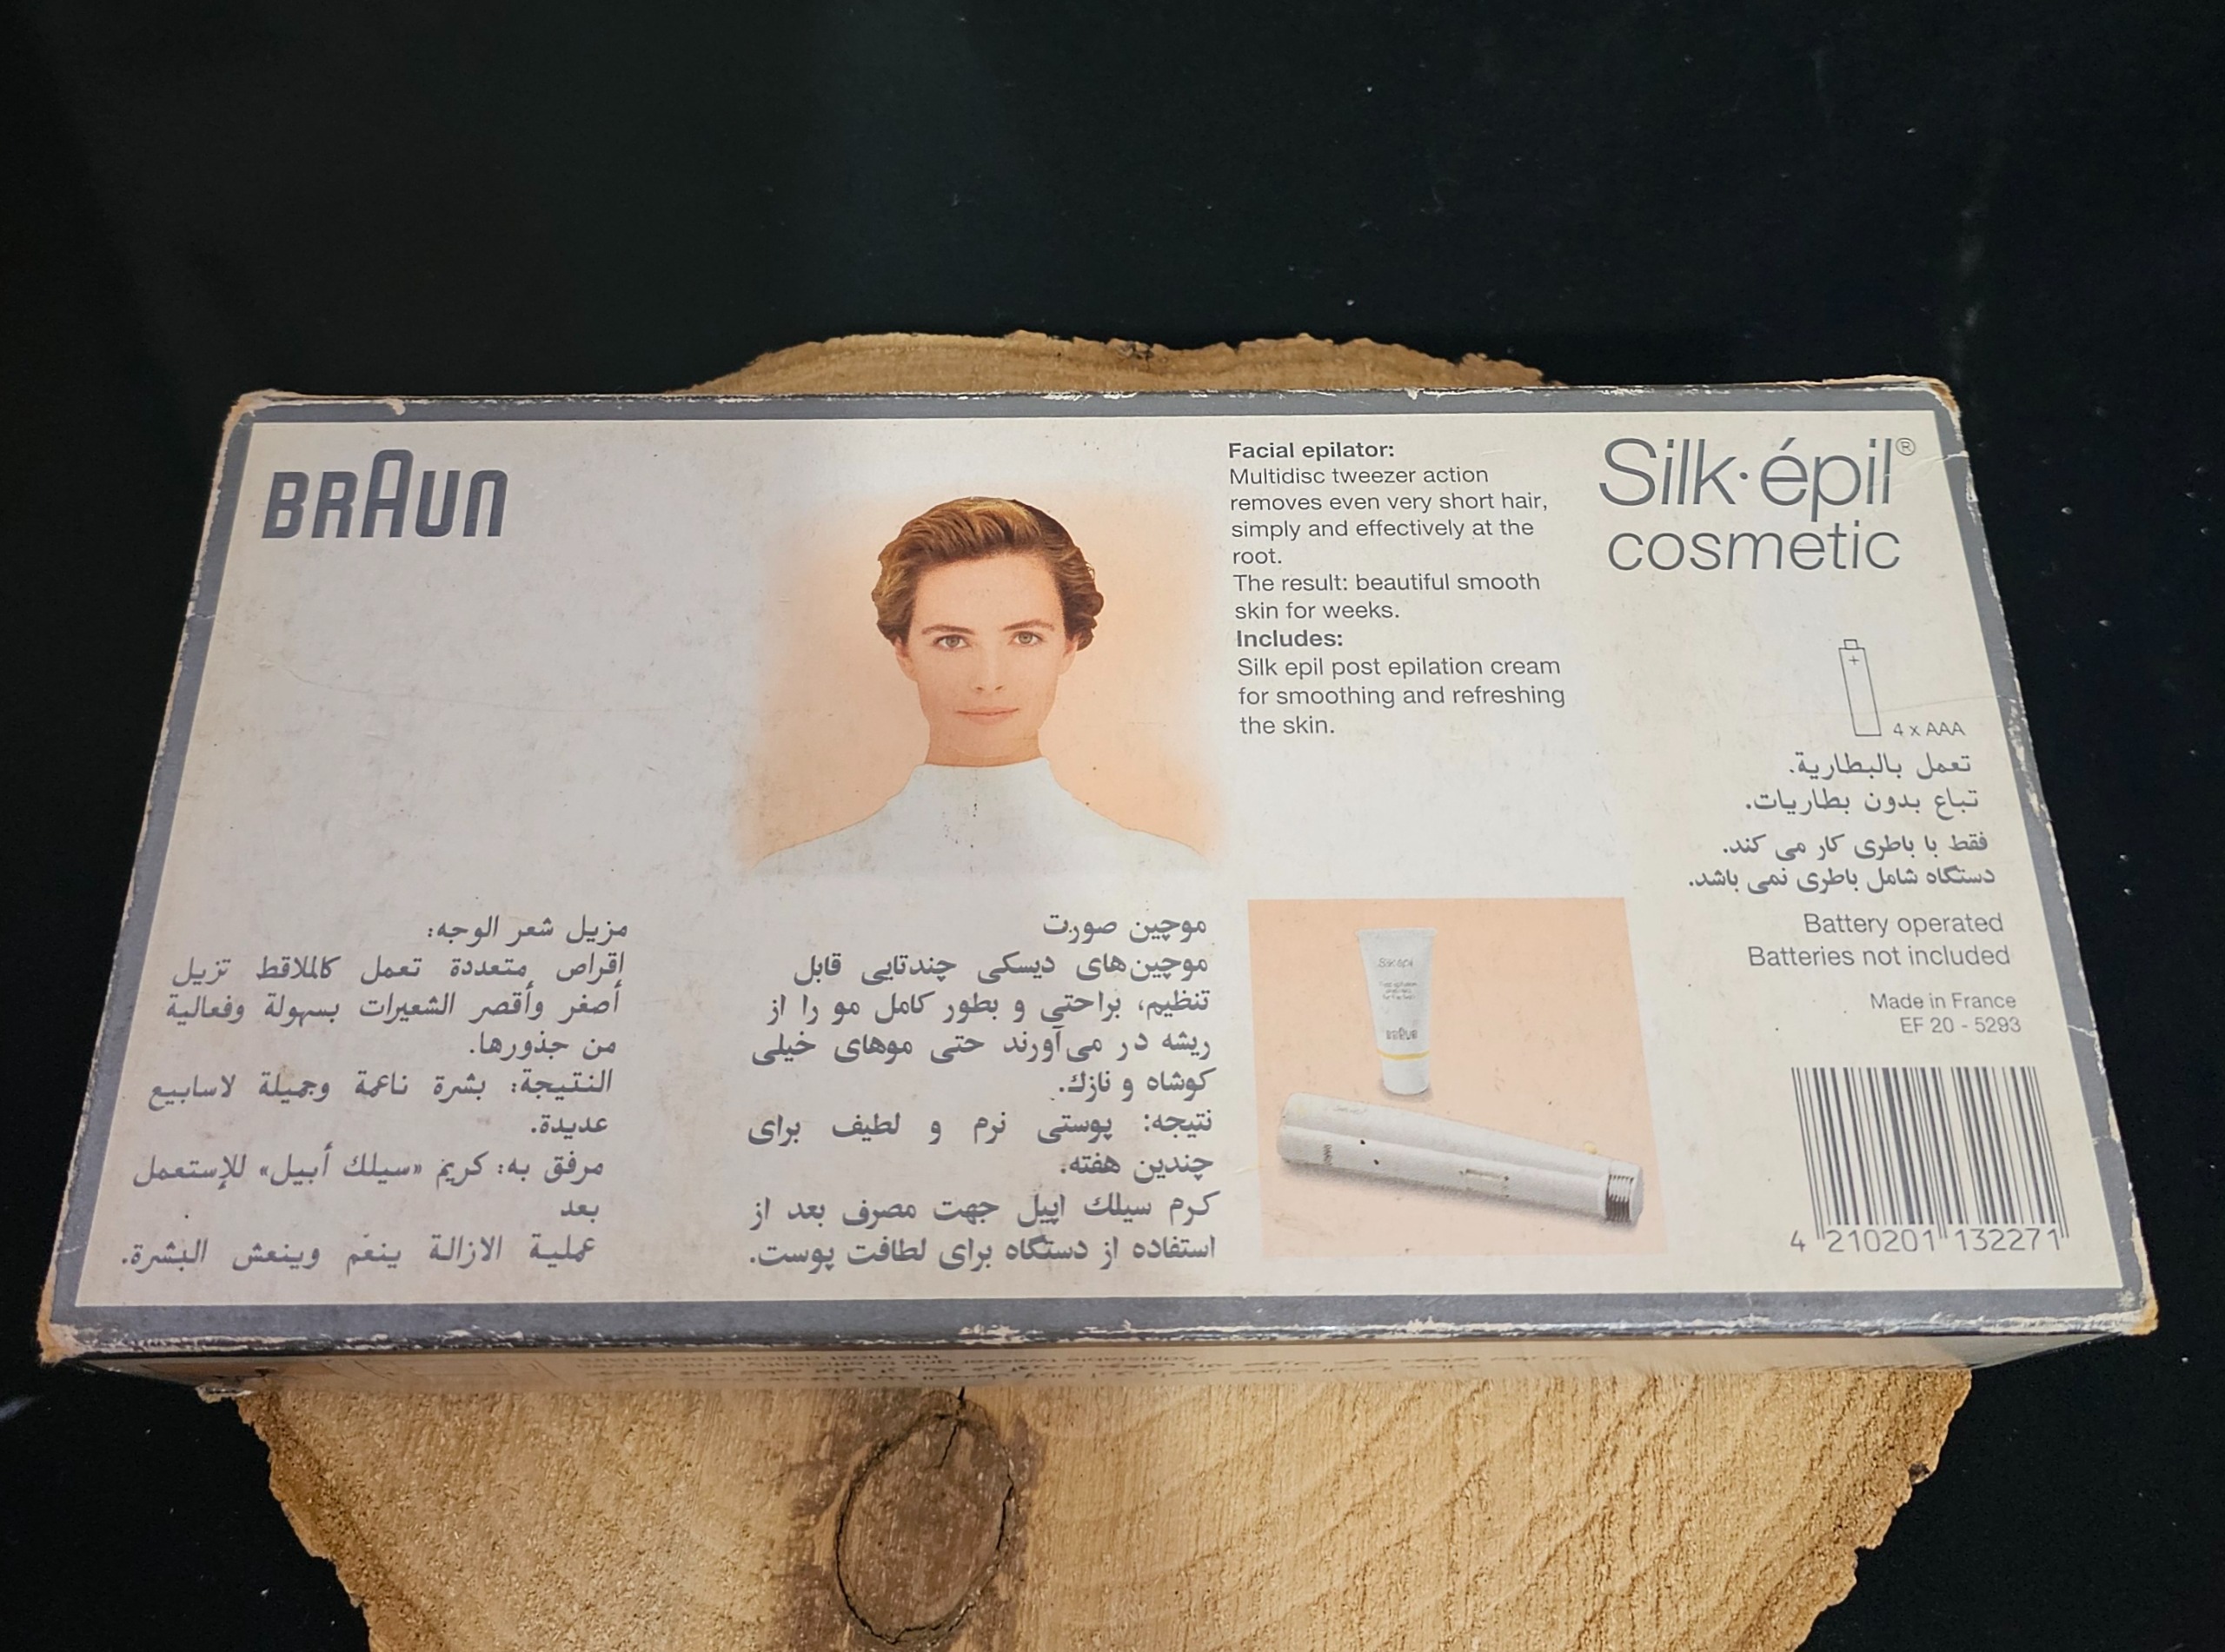 BRAUN
Facial epilator:
Multidisc tweezer action
removes even very short hair,
simply and effectively at the
root.
The result: beautiful smooth
skin for weeks.
Includes:
Silk epil post epilation cream
for smoothing and refreshing
the skin.
Silk·épil®
cosmetic
+
4 x AAA
تعمل بالبطارية.
تباع بدون بطاريات.
فقط با باطری کار می کند.
دستگاه شامل باطری نمی باشد.
Battery operated
Batteries not included
Made in France
EF 20 - 5293
4 210201 132271
مزيل شعر الوجه:
اقراص متعددة تعمل كالملاقط تزيل
أصغر وأقصر الشعيرات بسهولة وفعالية
من جذورها.
النتيجة: بشرة ناعمة وجميلة لاسابيع
عديدة.
مرفق به: كريم «سيلك أبيل» للإستعمل
بعد
عملية الازالة ينعّم وينعش البشرة.
موچین صورت
موچین‌های دیسکی چندتایی قابل
تنظیم، براحتی و بطور کامل مو را از
ریشه در می‌آورند حتی موهای خیلی
کوشاه و نازك.
نتیجه: پوستی نرم و لطیف برای
چندین هفته.
کرم سیلك اپیل جهت مصرف بعد از
استفاده از دستگاه برای لطافت پوست.
Silk·épil
BRAUN